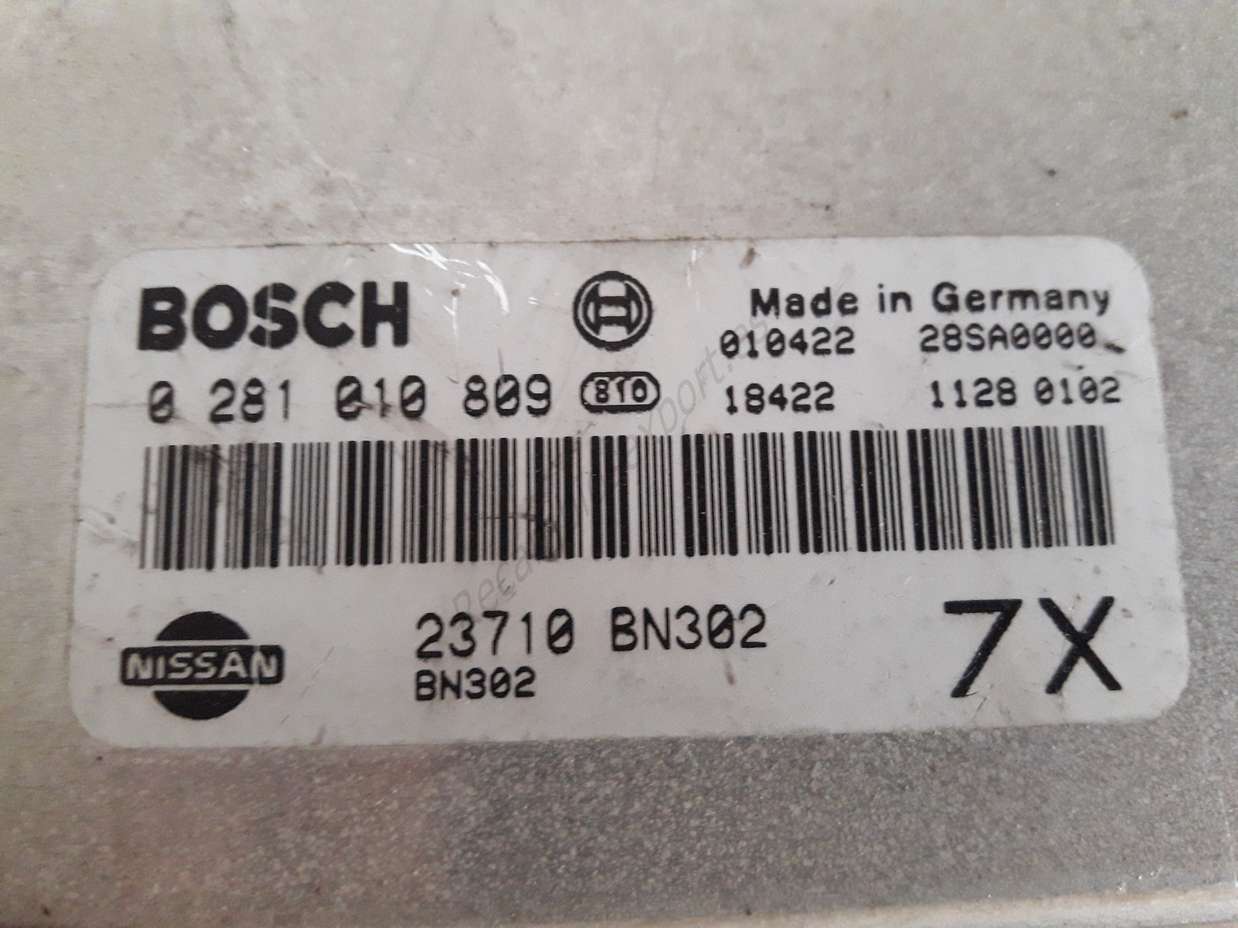 BOSCH
Made in Germany
010422 28SA0000
0 281 010 809 810 18422 1128 0102
NISSAN
23710 BN302
BN302
7X